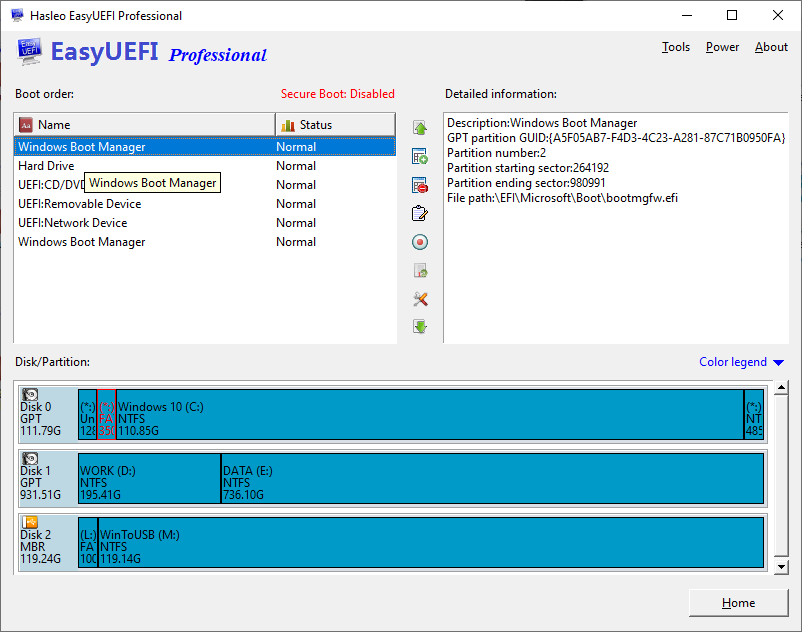 Hasleo EasyUEFI Professional
EasyUEFI Professional
Tools Power About
Boot order:
Secure Boot: Disabled
Detailed information:
Name Status
Windows Boot Manager Normal
Hard Drive Normal
UEFI:CD/DVD Normal
Windows Boot Manager
UEFI:Removable Device Normal
UEFI:Network Device Normal
Windows Boot Manager Normal
Description:Windows Boot Manager
GPT partition GUID:{A5F05AB7-F4D3-4C23-A281-87C71B0950FA}
Partition number:2
Partition starting sector:264192
Partition ending sector:980991
File path:\EFI\Microsoft\Boot\bootmgfw.efi
Disk/Partition:
Color legend
Disk 0
GPT
111.79G
(*:)
Un
128
(*:)
FA
350
Windows 10 (C:)
NTFS
110.85G
(*:)
NT
485
Disk 1
GPT
931.51G
WORK (D:)
NTFS
195.41G
DATA (E:)
NTFS
736.10G
Disk 2
MBR
119.24G
(L:)
FA
100
WinToUSB (M:)
NTFS
119.14G
Home